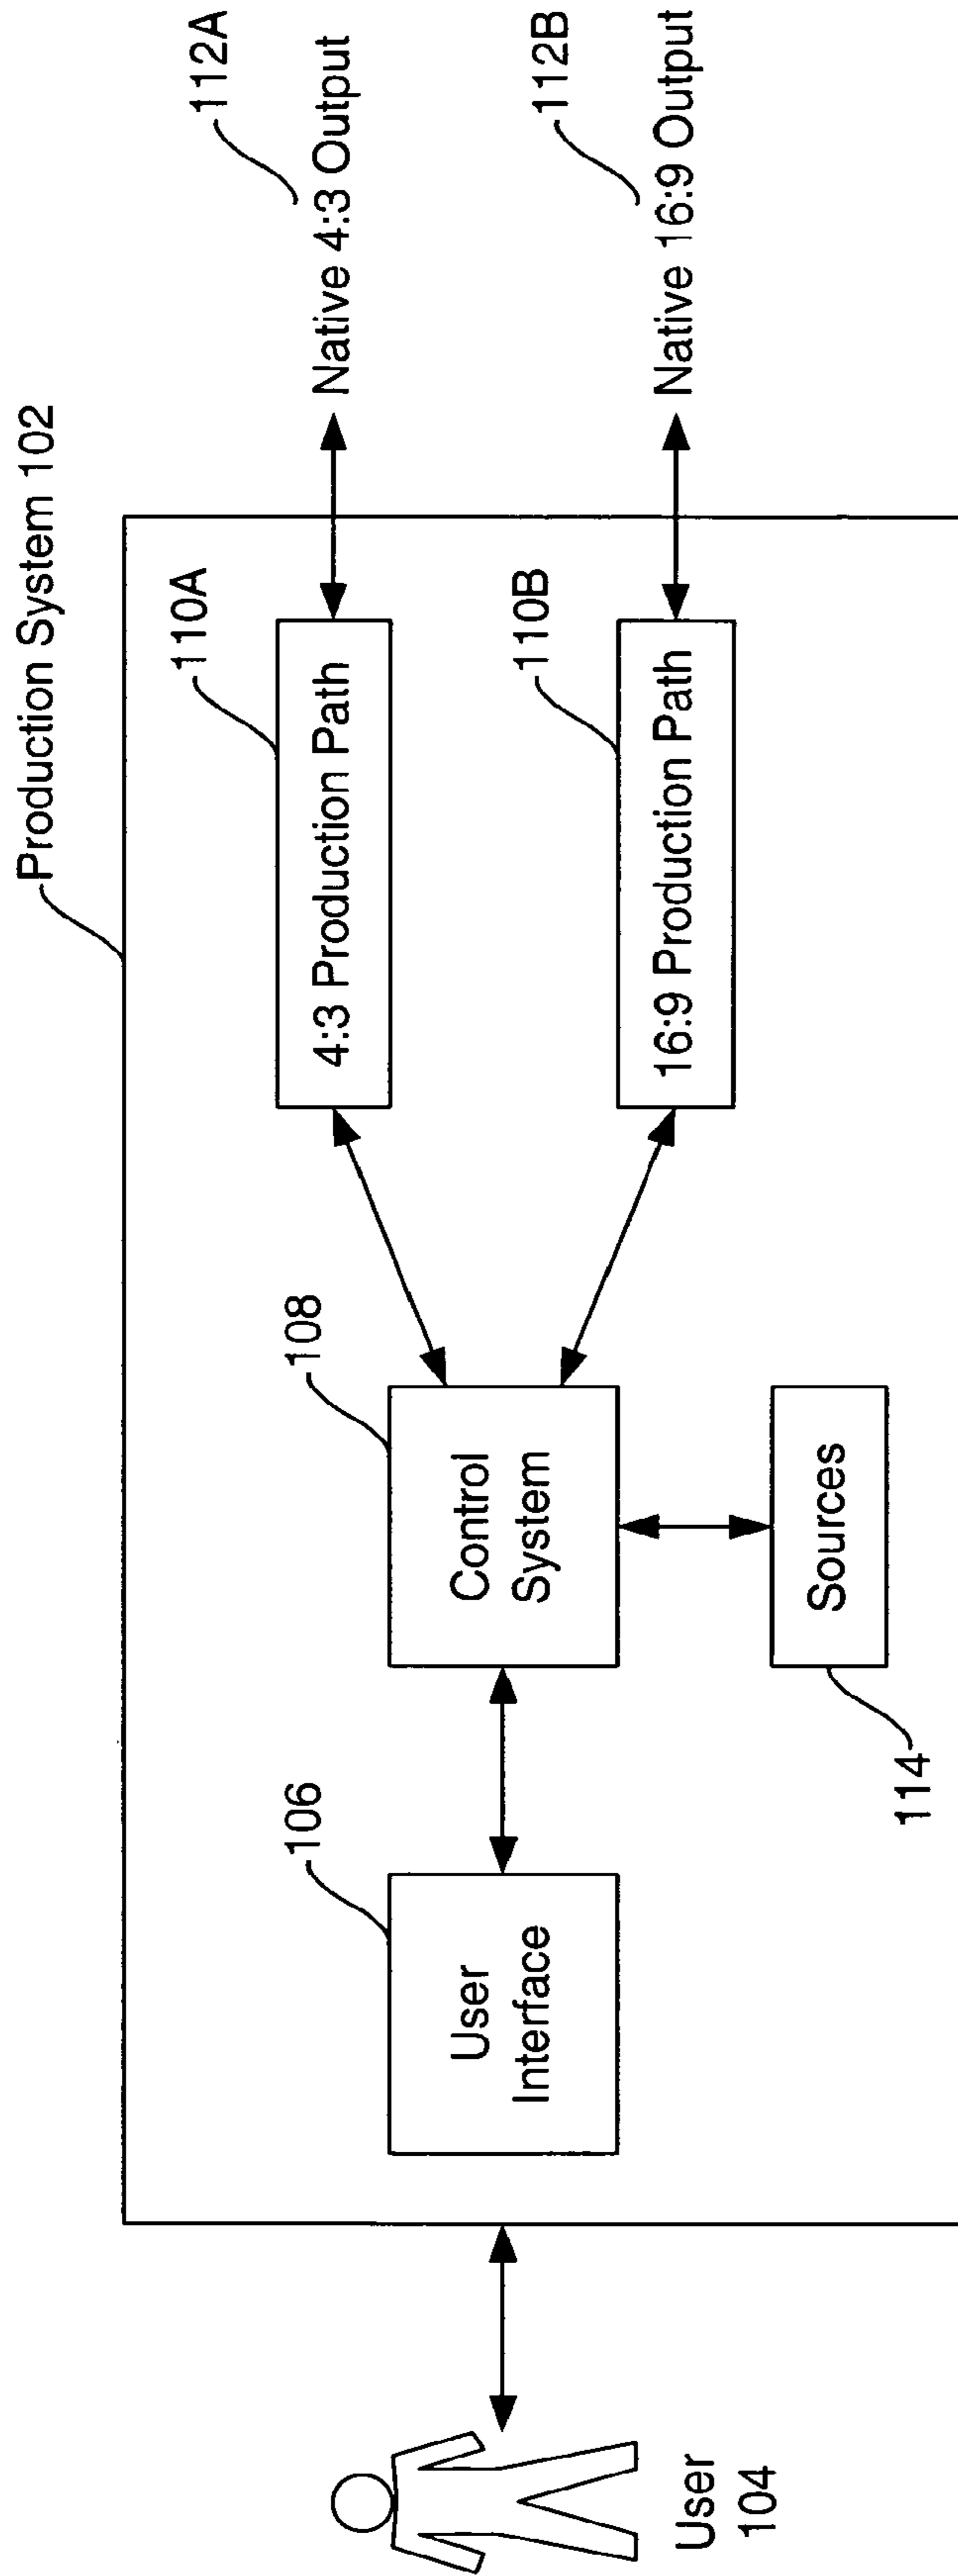 Production System 102
112A
Native 4:3 Output
110A
4:3 Production Path
112B
Native 16:9 Output
110B
16:9 Production Path
108
Control
System
106
User
Interface
Sources
114
User
104